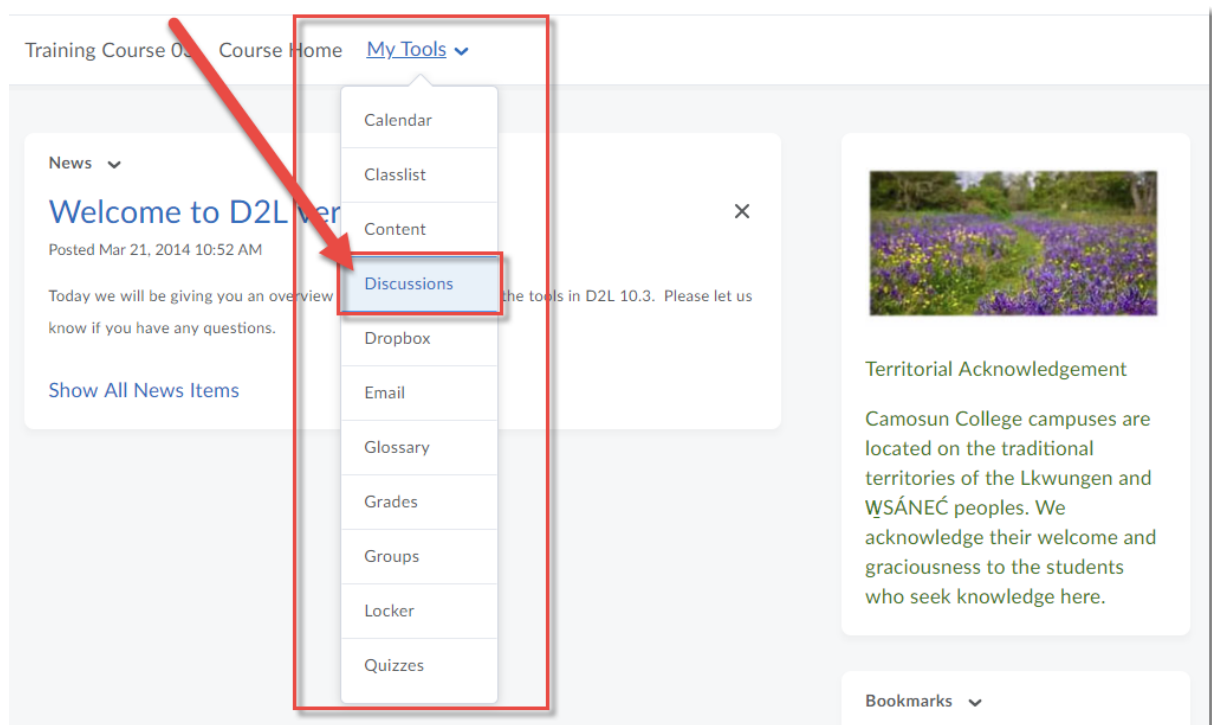 Training Course 03 Course Home My Tools
Calendar
Classlist
Content
Discussions
Dropbox
Email
Glossary
Grades
Groups
Locker
Quizzes
News
Welcome to D2L ver
Posted Mar 21, 2014 10:52 AM
Today we will be giving you an overview the tools in D2L 10.3. Please let us
know if you have any questions.
Show All News Items
Territorial Acknowledgement
Camosun College campuses are
located on the traditional
territories of the Lkwungen and
W̱SÁNEĆ peoples. We
acknowledge their welcome and
graciousness to the students
who seek knowledge here.
Bookmarks